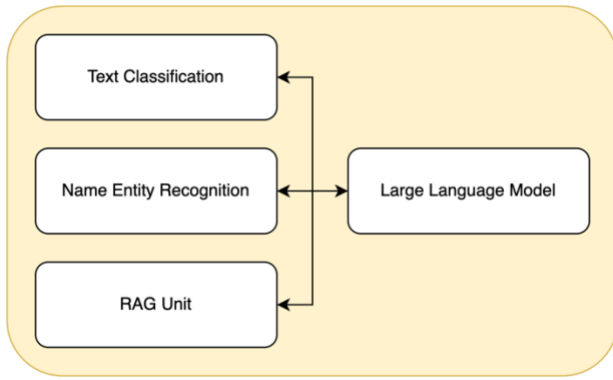 Text Classification
Name Entity Recognition
Large Language Model
RAG Unit